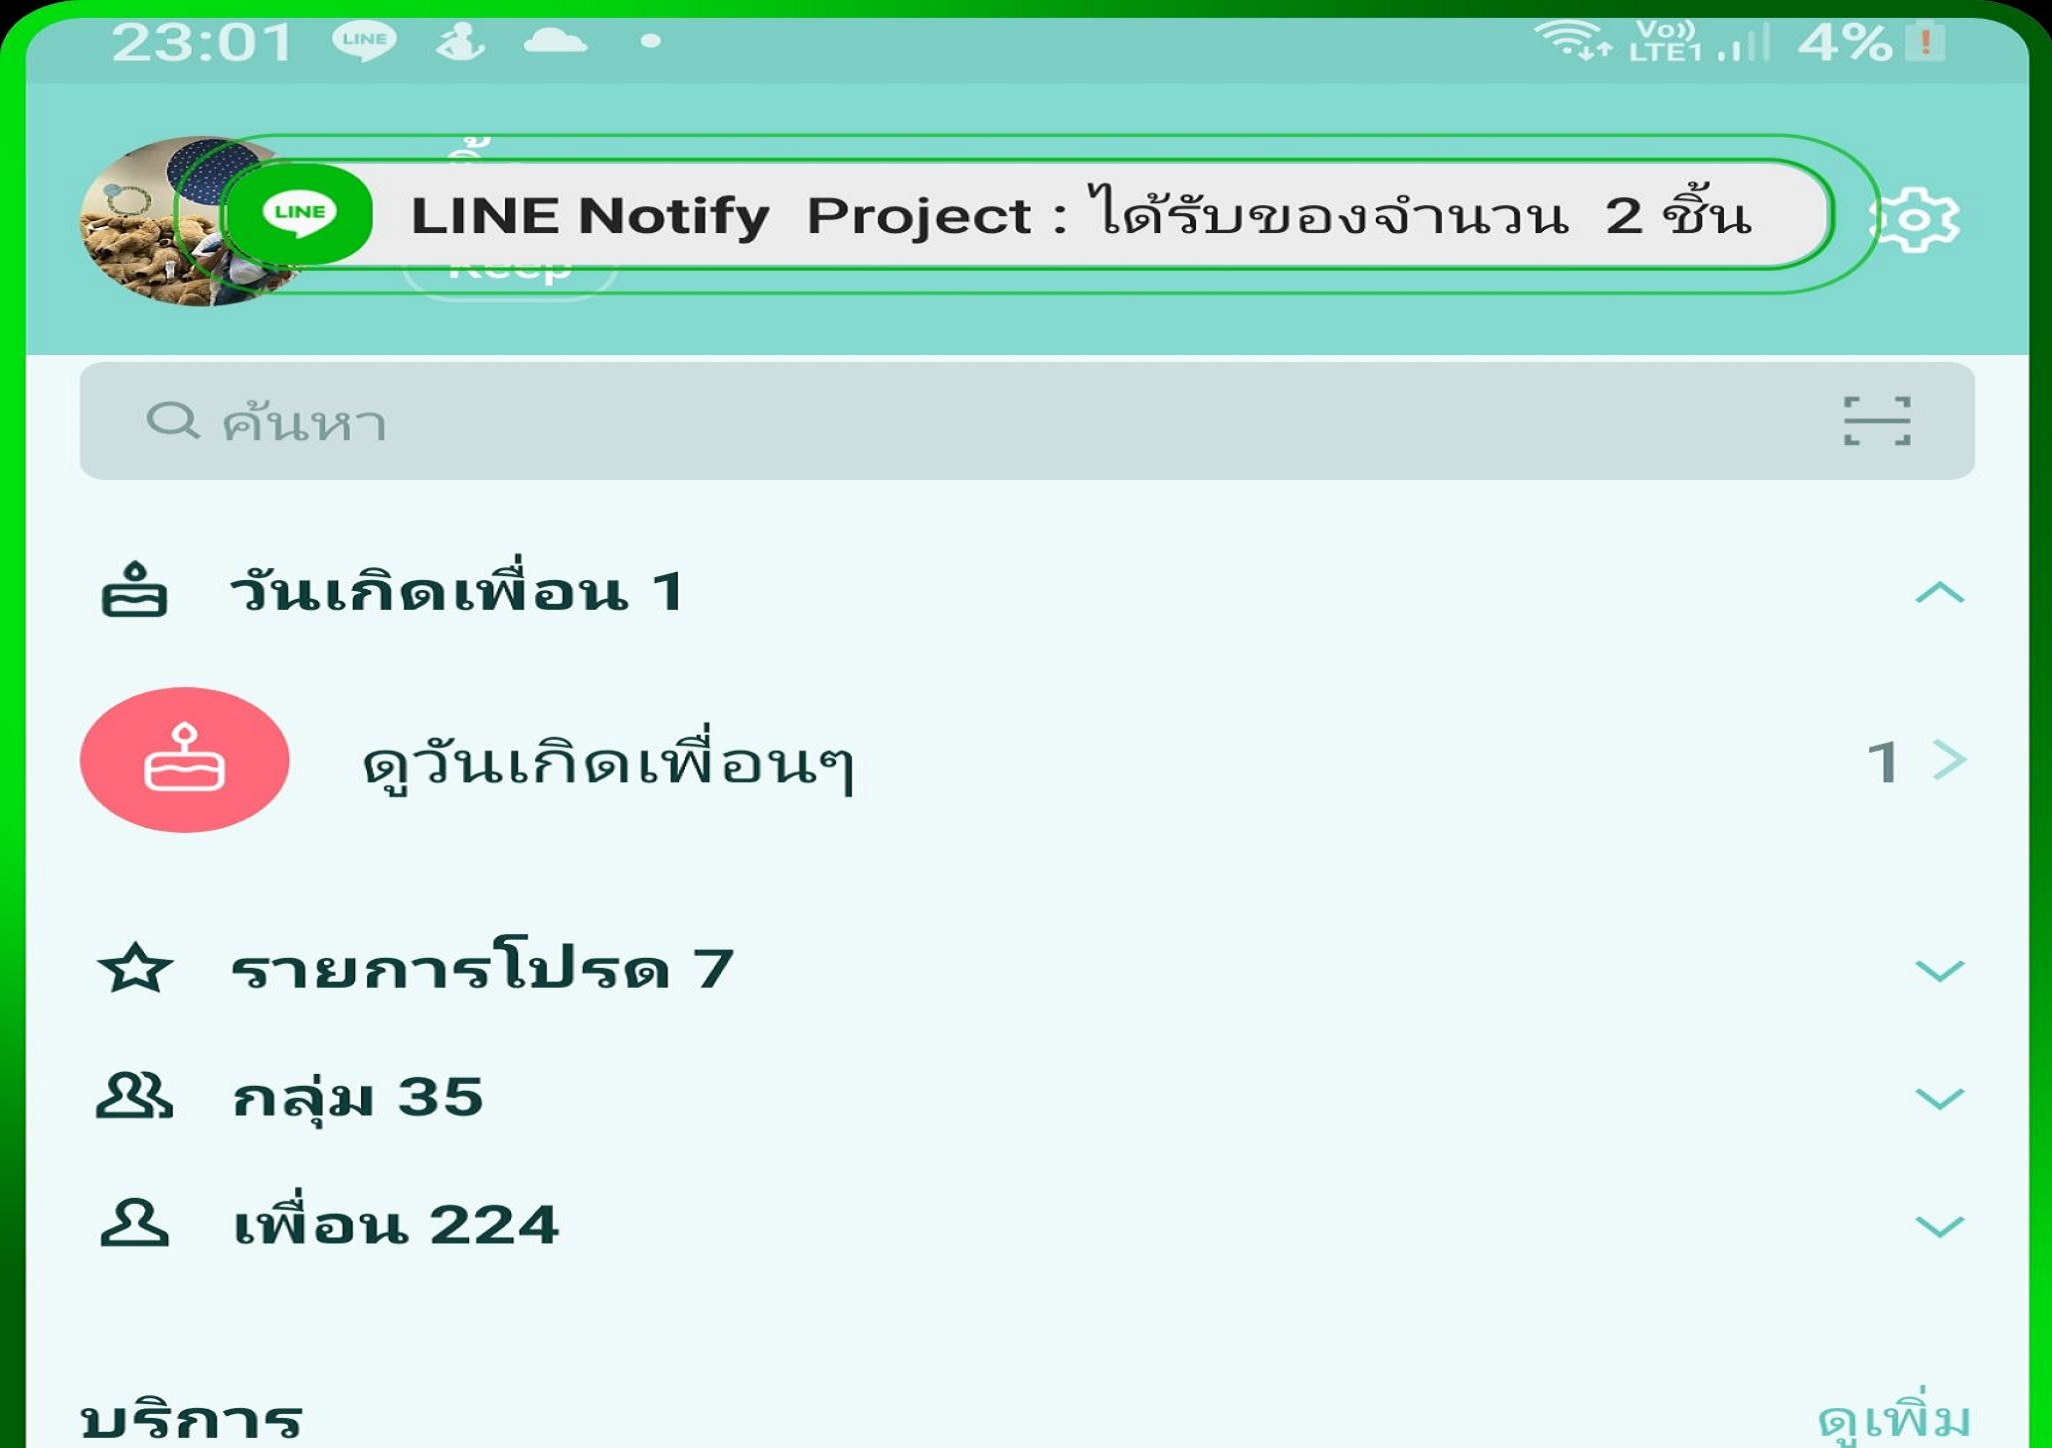 23:01 LINE Vo)) LTE1 4%
LINE LINE Notify Project : ได้รับของจำนวน 2 ชิ้น
Keep
ค้นหา
วันเกิดเพื่อน 1
ดูวันเกิดเพื่อนๆ 1
รายการโปรด 7
กลุ่ม 35
เพื่อน 224
บริการ ดูเพิ่ม